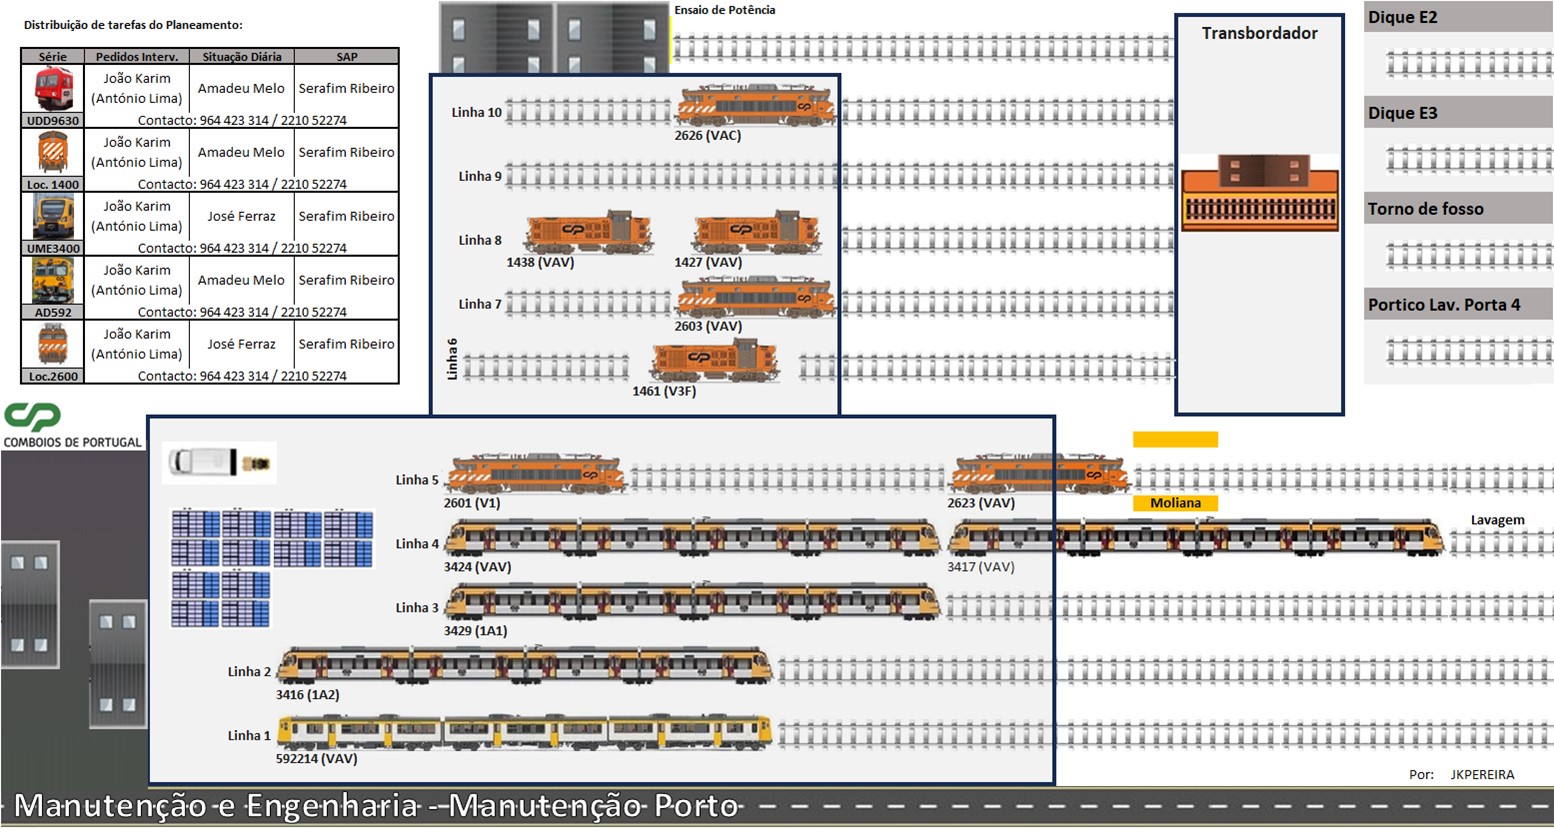 Distribuição de tarefas do Planeamento:
Série Pedidos Interv. Situação Diária SAP
UDD9630 João Karim (António Lima) Amadeu Melo Serafim Ribeiro
Contacto: 964 423 314 / 2210 52274
Loc. 1400 João Karim (António Lima) Amadeu Melo Serafim Ribeiro
Contacto: 964 423 314 / 2210 52274
UME3400 João Karim (António Lima) José Ferraz Serafim Ribeiro
Contacto: 964 423 314 / 2210 52274
AD592 João Karim (António Lima) Amadeu Melo Serafim Ribeiro
Contacto: 964 423 314 / 2210 52274
Loc.2600 João Karim (António Lima) José Ferraz Serafim Ribeiro
Contacto: 964 423 314 / 2210 52274
CP
COMBOIOS DE PORTUGAL
Ensaio de Potência
Linha 10
2626 (VAC)
Linha 9
Linha 8
1438 (VAV) 1427 (VAV)
Linha 7
2603 (VAV)
Linha 6
1461 (V3F)
Transbordador
Dique E2
Dique E3
Torno de fosso
Portico Lav. Porta 4
Linha 5
2601 (V1) 2623 (VAV)
Moliana
Lavagem
Linha 4
3424 (VAV) 3417 (VAV)
Linha 3
3429 (1A1)
Linha 2
3416 (1A2)
Linha 1
592214 (VAV)
Por: JKPEREIRA
Manutenção e Engenharia - Manutenção Porto